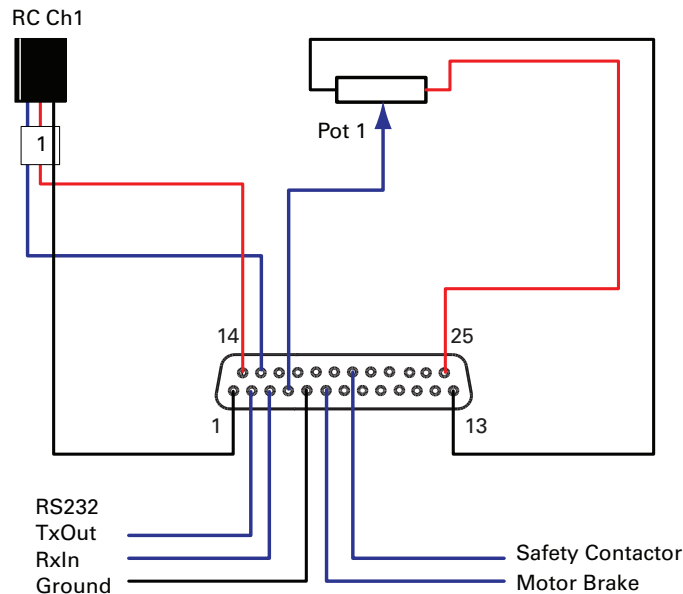 RC Ch1
1
Pot 1
14
25
1
13
RS232
TxOut
RxIn
Ground
Safety Contactor
Motor Brake